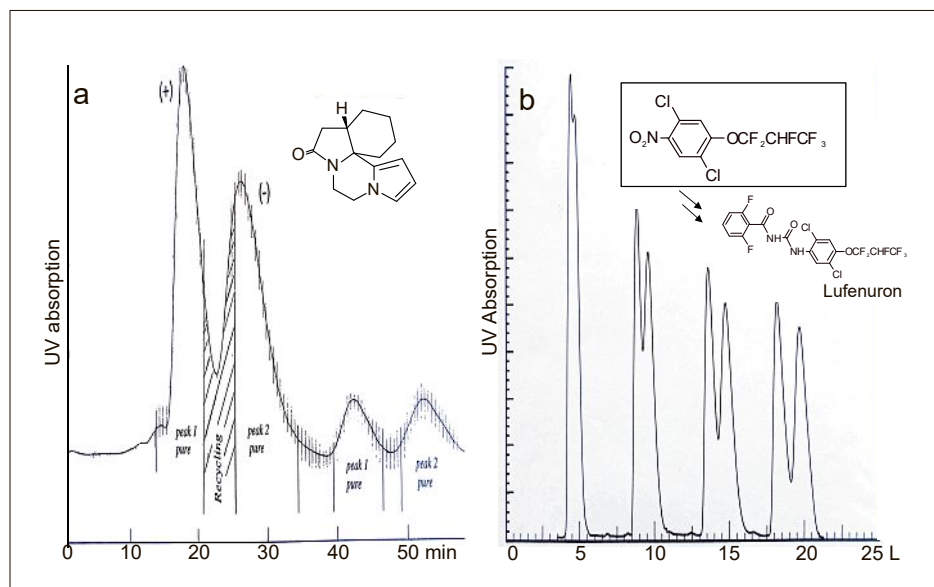 a
(+)
(-)
H
O
N
N
UV absorption
peak 1
pure
Recycling
peak 2
pure
peak 1
pure
peak 2
pure
0 10 20 30 40 50 min
b
Cl
O₂N
OCF₂CHFCF₃
Cl
F
O
O
Cl
NH
NH
OCF₂CHFCF₃
F
Cl
Lufenuron
UV Absorption
0 5 10 15 20 25 L